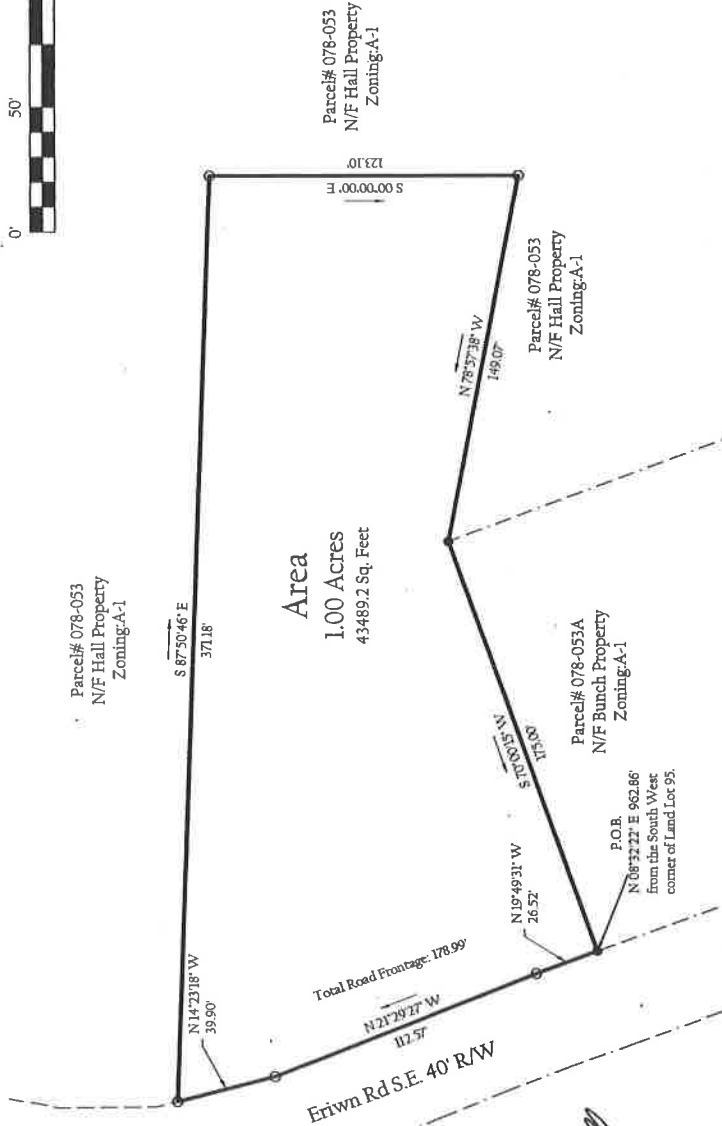 0'
50'
Parcel# 078-053
N/F Hall Property
Zoning:A-1
Parcel# 078-053
N/F Hall Property
Zoning:A-1
S 87°50'46" E
371.18'
S 00°00'00" E
123.10'
Area
1.00 Acres
43489.2 Sq. Feet
N 78°57'38" W
149.07'
Parcel# 078-053
N/F Hall Property
Zoning:A-1
S 70°00'15" W
175.00'
Parcel# 078-053A
N/F Bunch Property
Zoning:A-1
P.O.B.
N 08°32'22" E 962.86'
from the South West
corner of Land Lot 95.
N 19°49'31" W
26.52'
Total Road Frontage: 178.99'
N 21°29'27" W
112.57'
N 14°23'18" W
39.90'
Eriwn Rd S.E. 40' R/W